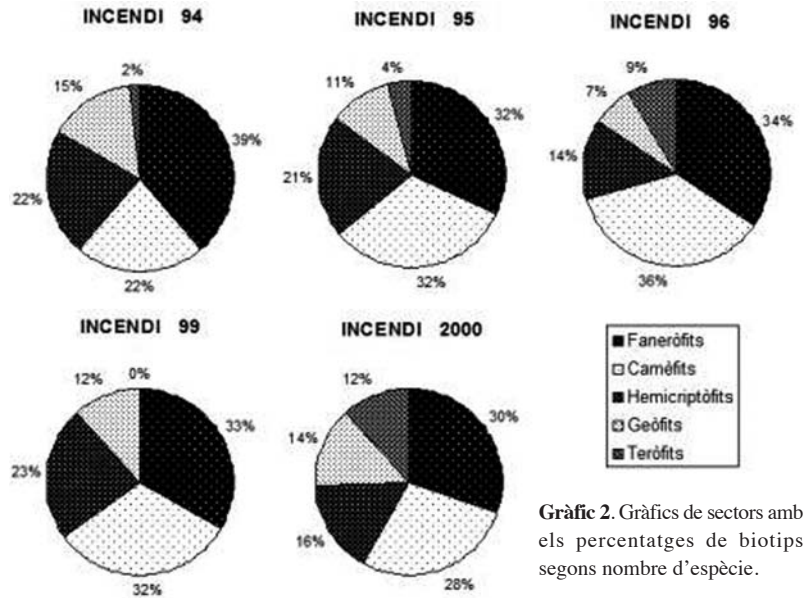 INCENDI 94
2%
15%
39%
22%
22%
INCENDI 95
4%
11%
32%
21%
32%
INCENDI 96
9%
7%
34%
14%
36%
INCENDI 99
0%
12%
33%
23%
32%
INCENDI 2000
12%
30%
14%
16%
28%
Faneròfits
Camèfits
Hemicriptòfits
Geòfits
Teròfits
Gràfic 2. Gràfics de sectors amb
els percentatges de biotips
segons nombre d’espècie.